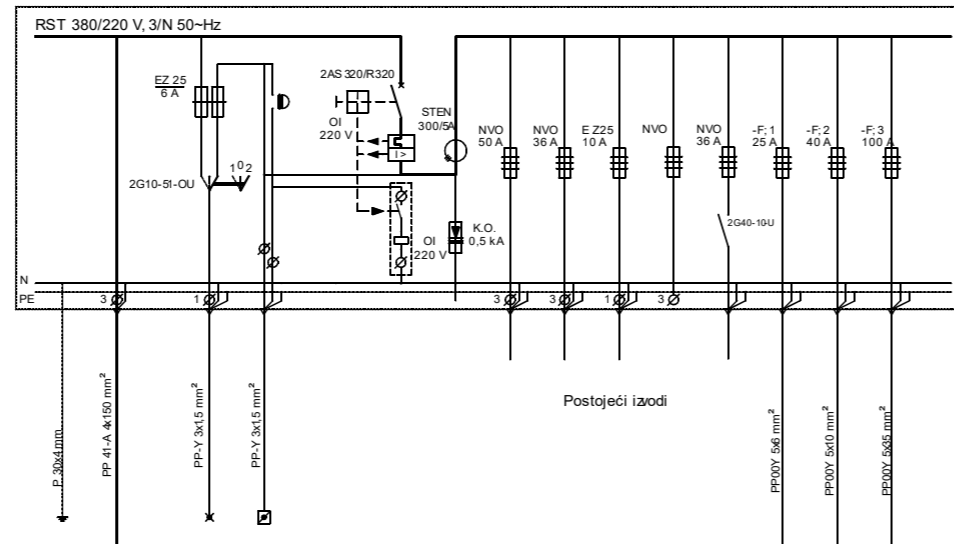 RST 380/220 V, 3/N 50~Hz
EZ 25
6 A
2AS 320/R320
OI
220 V
STEN
300/5A
I >
NVO
50 A
NVO
36 A
E Z25
10 A
NVO
NVO
36 A
-F; 1
25 A
-F; 2
40 A
-F; 3
100 A
1 0 2
2G10-51-OU
2G40-10-U
K.O.
0,5 kA
OI
220 V
N
PE
3
1
3
3
1
3
Postojeći izvodi
P 30x4mm
PP 41-A 4x150 mm²
PP-Y 3x1,5 mm²
PP-Y 3x1,5 mm²
PP00Y 5x6 mm²
PP00Y 5x10 mm²
PP00Y 5x35 mm²